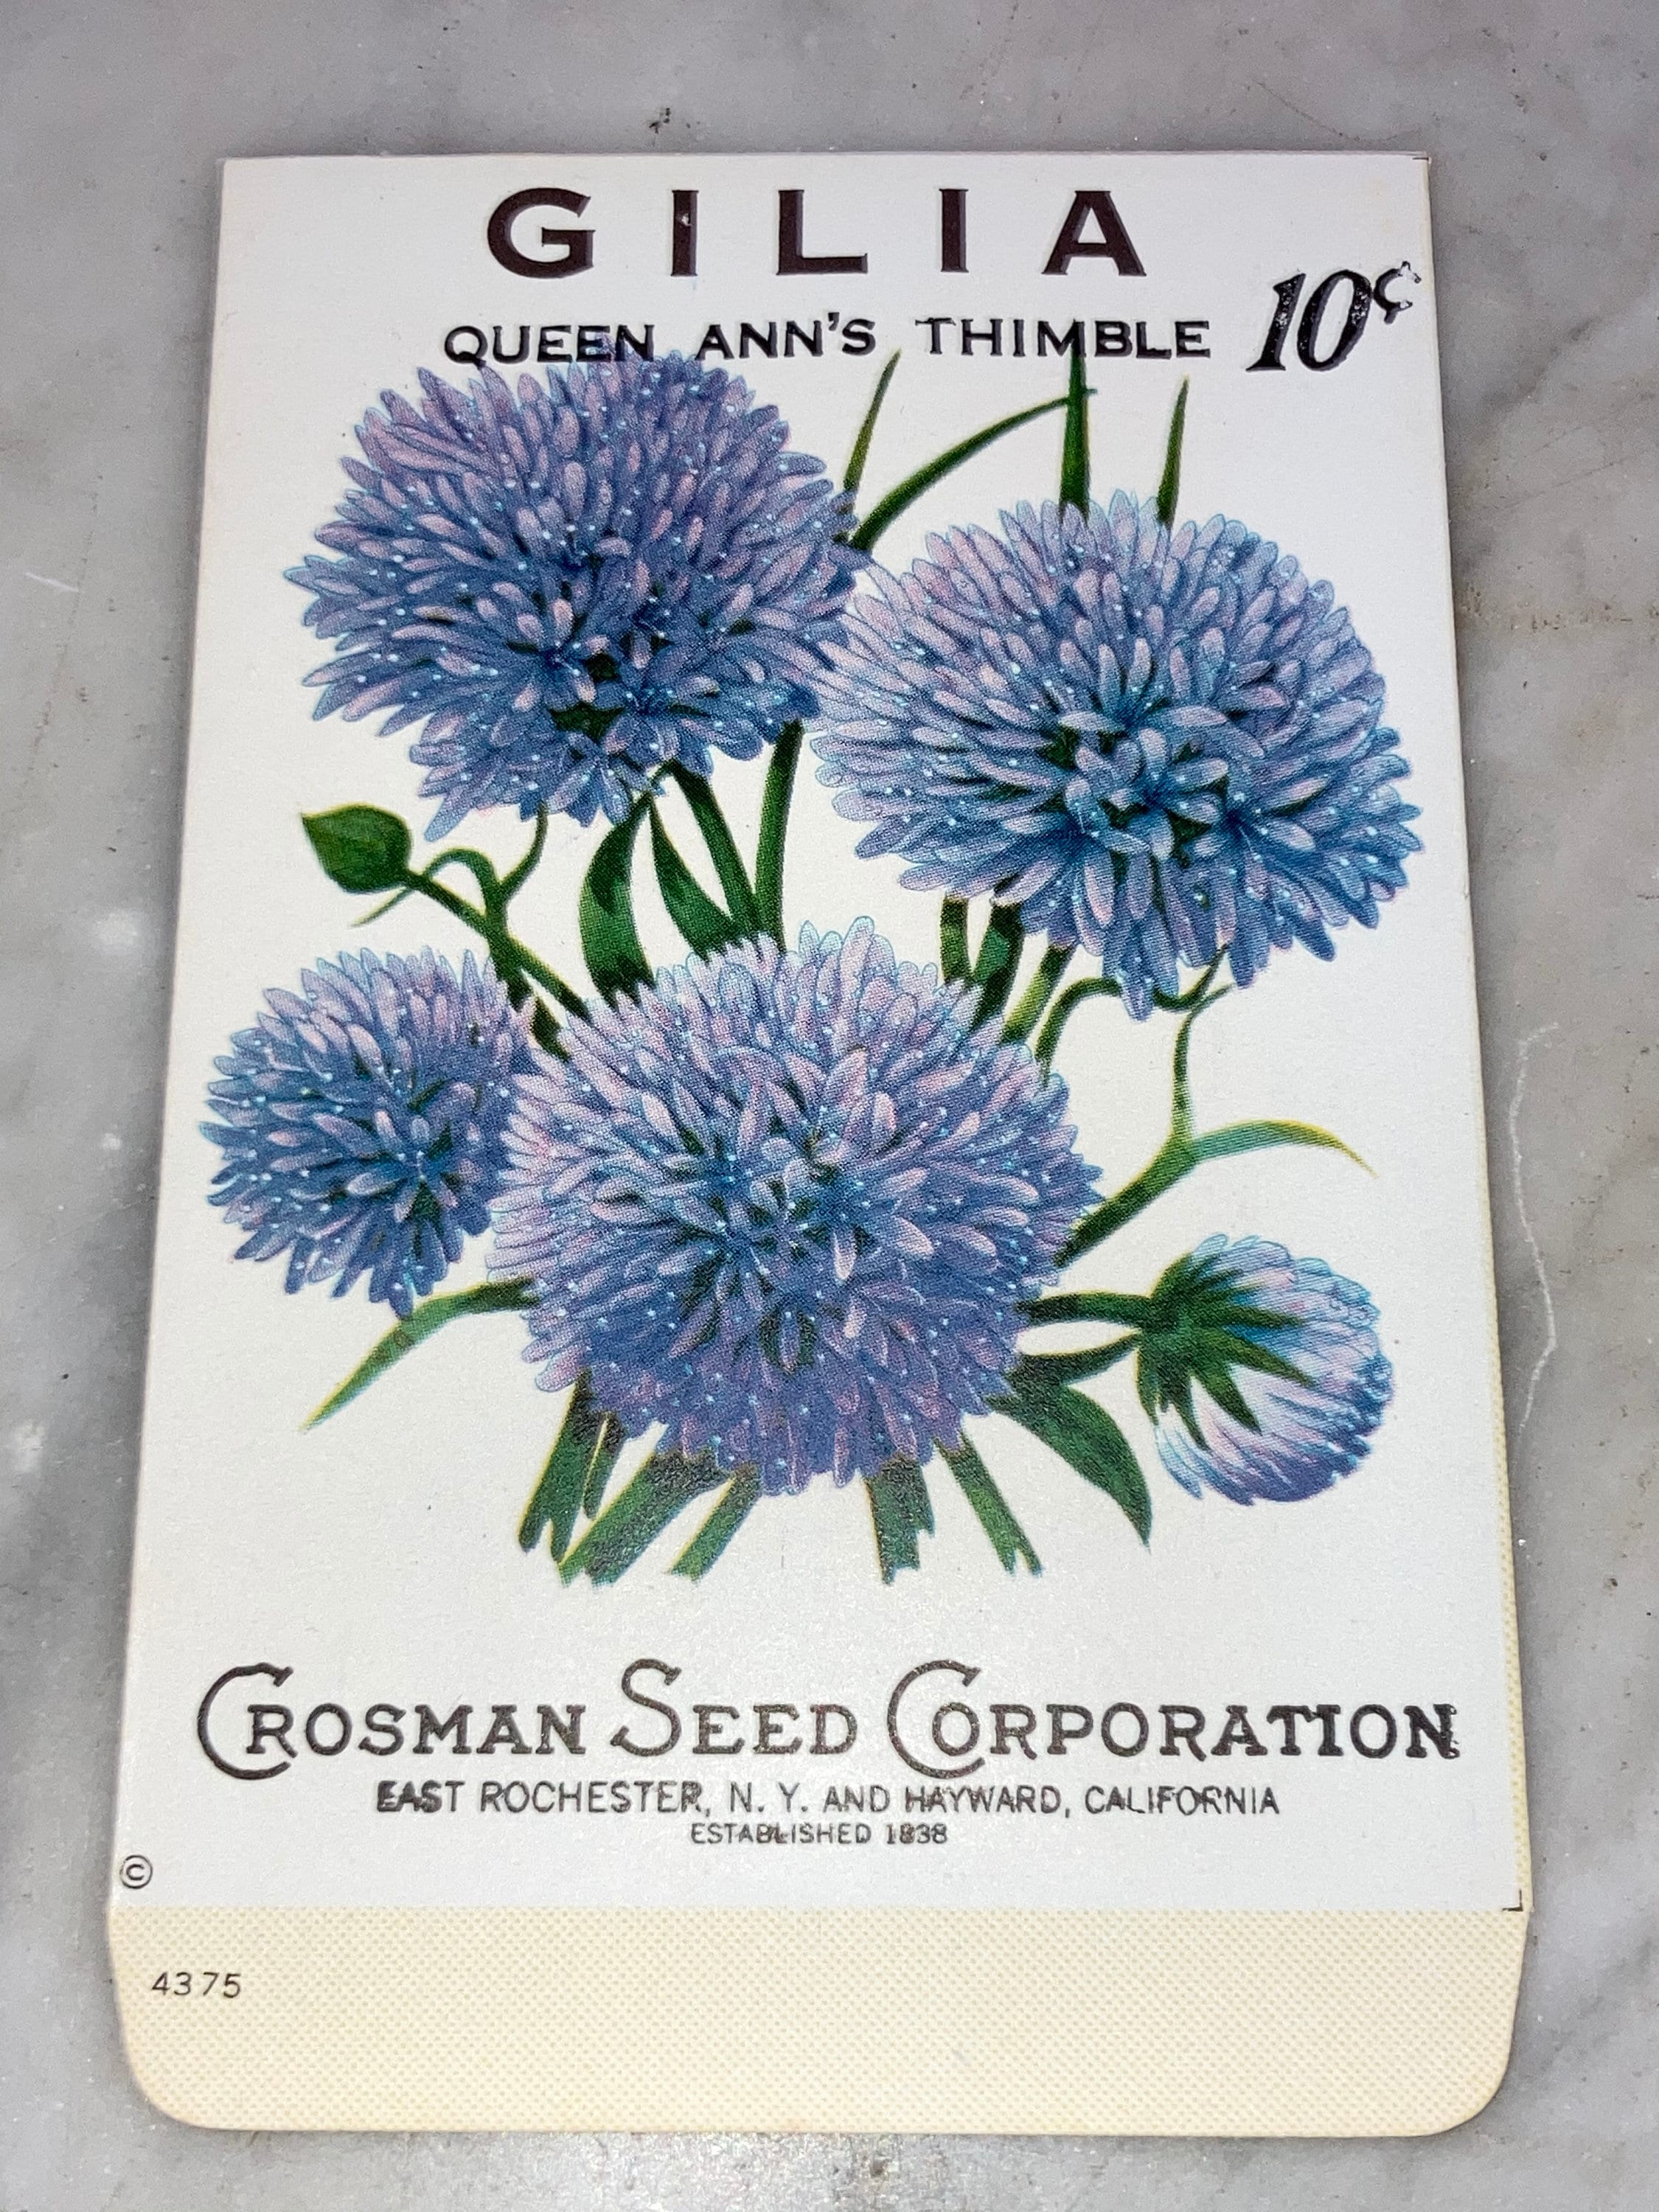 GILIA
QUEEN ANN'S THIMBLE 10¢
CROSMAN SEED CORPORATION
EAST ROCHESTER, N. Y. AND HAYWARD, CALIFORNIA
ESTABLISHED 1838
©
4375